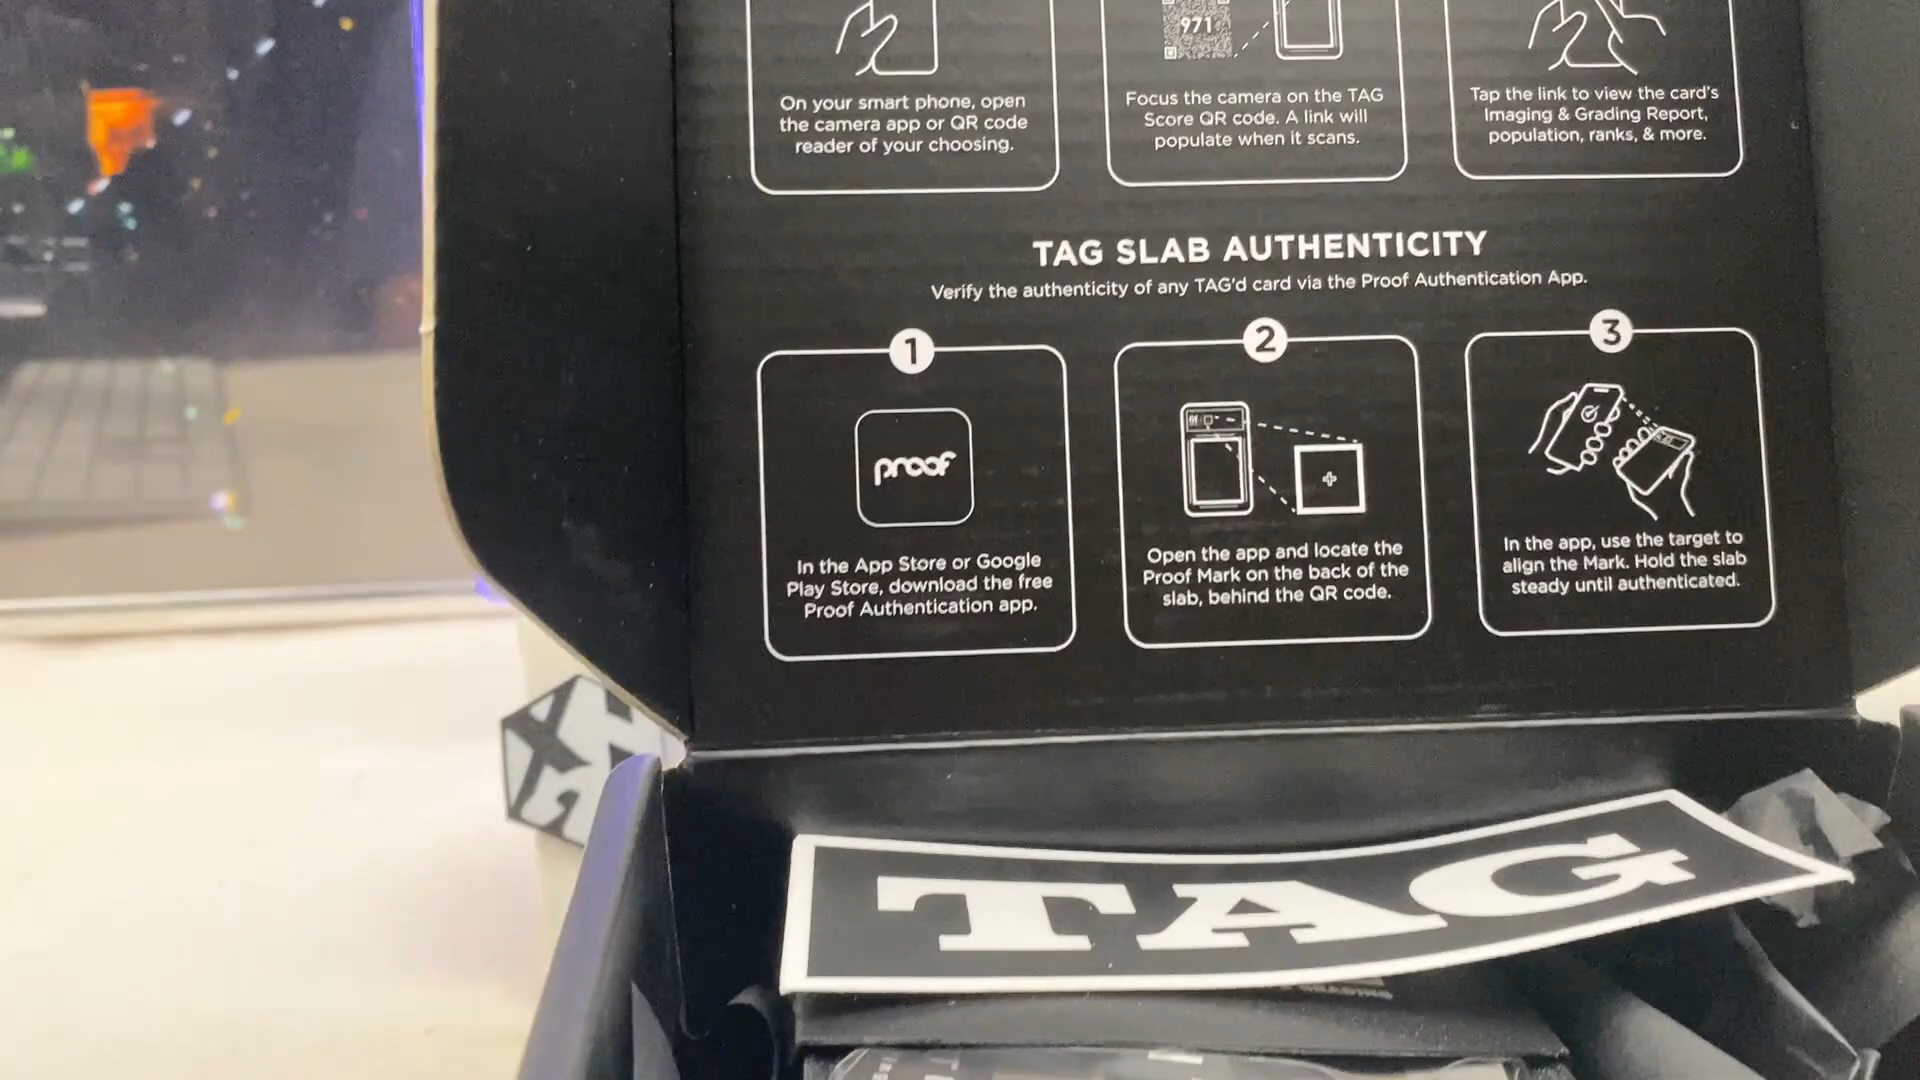 971
On your smart phone, open
the camera app or QR code
reader of your choosing.
Focus the camera on the TAG
Score QR code. A link will
populate when it scans.
Tap the link to view the card's
Imaging & Grading Report,
population, ranks, & more.
TAG SLAB AUTHENTICITY
Verify the authenticity of any TAG'd card via the Proof Authentication App.
1
2
3
proof
In the App Store or Google
Play Store, download the free
Proof Authentication app.
Open the app and locate the
Proof Mark on the back of the
slab, behind the QR code.
In the app, use the target to
align the Mark. Hold the slab
steady until authenticated.
TAG